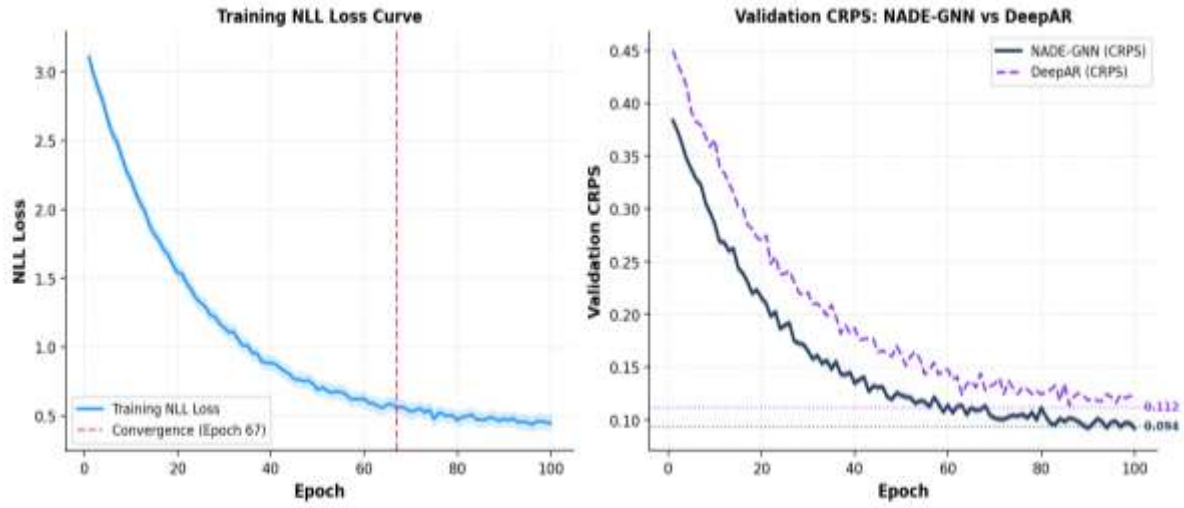 Training NLL Loss Curve
NLL Loss
3.0
2.5
2.0
1.5
1.0
0.5
Training NLL Loss
Convergence (Epoch 67)
0
20
40
60
80
100
Epoch
Validation CRPS: NADE-GNN vs DeepAR
Validation CRPS
0.45
0.40
0.35
0.30
0.25
0.20
0.15
0.10
NADE-GNN (CRPS)
DeepAR (CRPS)
0.112
0.094
0
20
40
60
80
100
Epoch